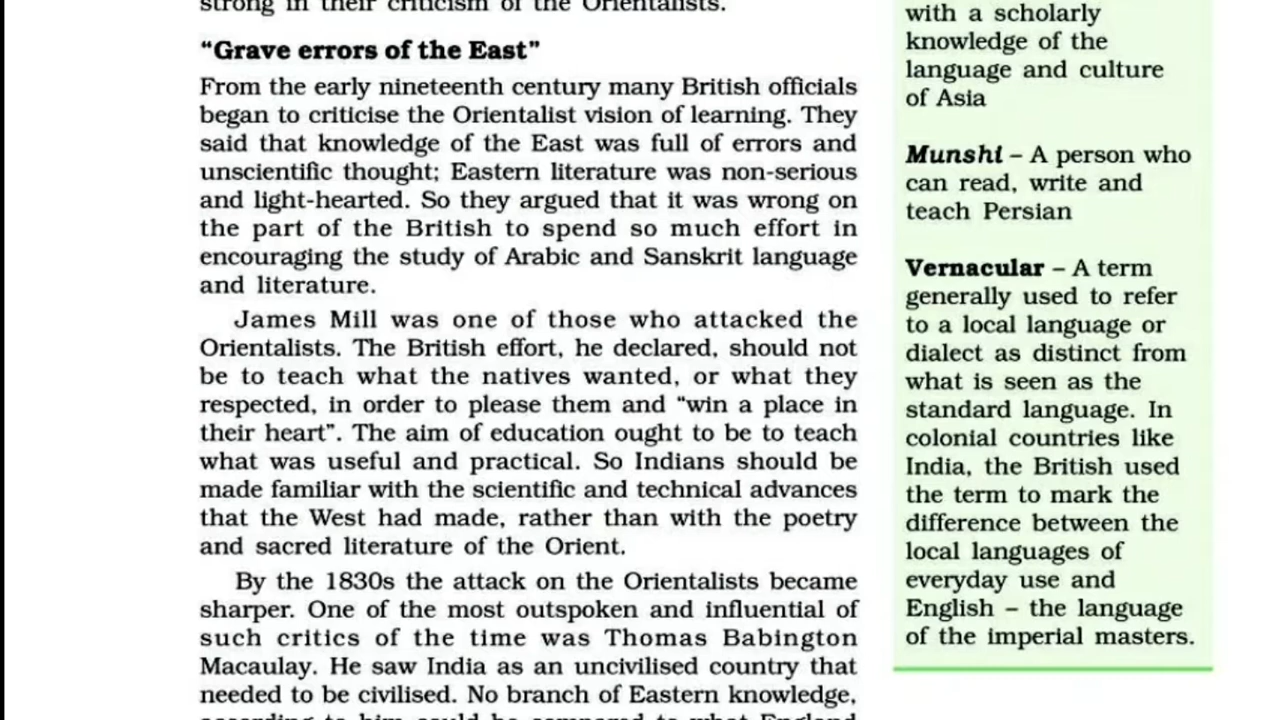 strong in their criticism of the Orientalists.
“Grave errors of the East”
From the early nineteenth century many British officials
began to criticise the Orientalist vision of learning. They
said that knowledge of the East was full of errors and
unscientific thought; Eastern literature was non-serious
and light-hearted. So they argued that it was wrong on
the part of the British to spend so much effort in
encouraging the study of Arabic and Sanskrit language
and literature.
James Mill was one of those who attacked the
Orientalists. The British effort, he declared, should not
be to teach what the natives wanted, or what they
respected, in order to please them and “win a place in
their heart”. The aim of education ought to be to teach
what was useful and practical. So Indians should be
made familiar with the scientific and technical advances
that the West had made, rather than with the poetry
and sacred literature of the Orient.
By the 1830s the attack on the Orientalists became
sharper. One of the most outspoken and influential of
such critics of the time was Thomas Babington
Macaulay. He saw India as an uncivilised country that
needed to be civilised. No branch of Eastern knowledge,
according to him could be compared to what England
with a scholarly
knowledge of the
language and culture
of Asia
Munshi – A person who
can read, write and
teach Persian
Vernacular – A term
generally used to refer
to a local language or
dialect as distinct from
what is seen as the
standard language. In
colonial countries like
India, the British used
the term to mark the
difference between the
local languages of
everyday use and
English – the language
of the imperial masters.